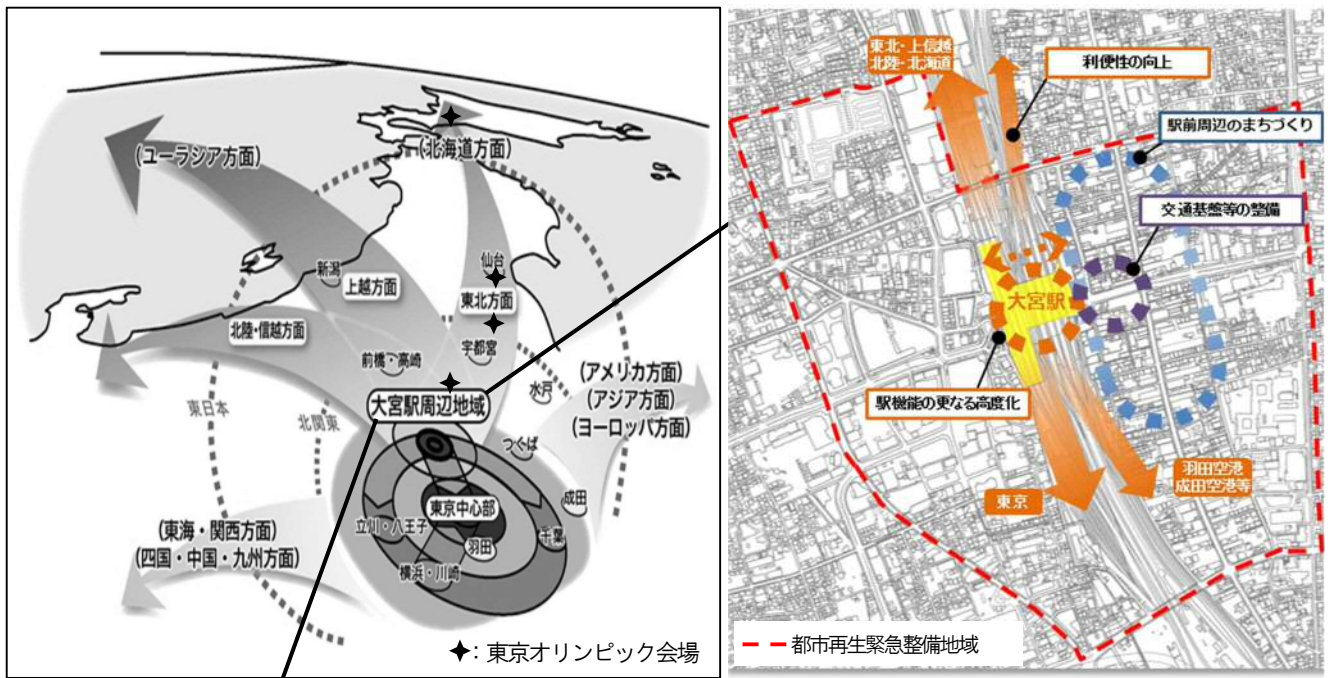 (ユーラシア方面)
(北海道方面)
新潟
上越方面
仙台
東北方面
北陸・信越方面
前橋・高崎
宇都宮
水戸
(アメリカ方面)
(アジア方面)
(ヨーロッパ方面)
大宮駅周辺地域
東日本
北関東
つくば
東京中心部
成田
立川・八王子
羽田
千葉
横浜・川崎
(東海・関西方面)
(四国・中国・九州方面)
✦：東京オリンピック会場
東北・上信越
北陸・北海道
利便性の向上
駅前周辺のまちづくり
交通基盤等の整備
大宮駅
駅機能の更なる高度化
羽田空港
成田空港等
東京
都市再生緊急整備地域